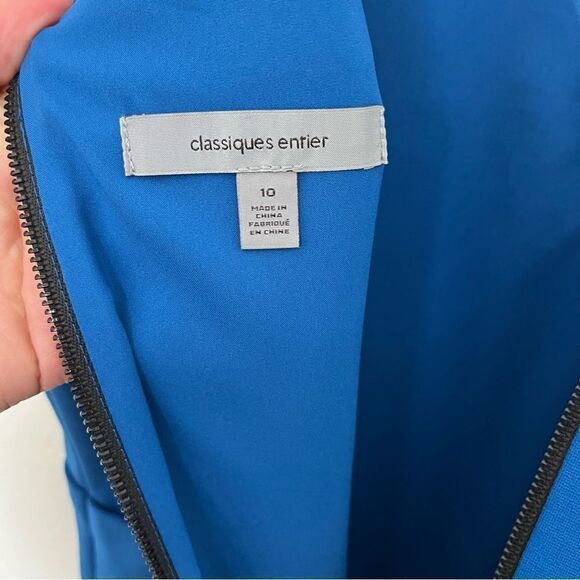 classiques entier
10
MADE IN
CHINA
FABRIQUÉ
EN CHINE